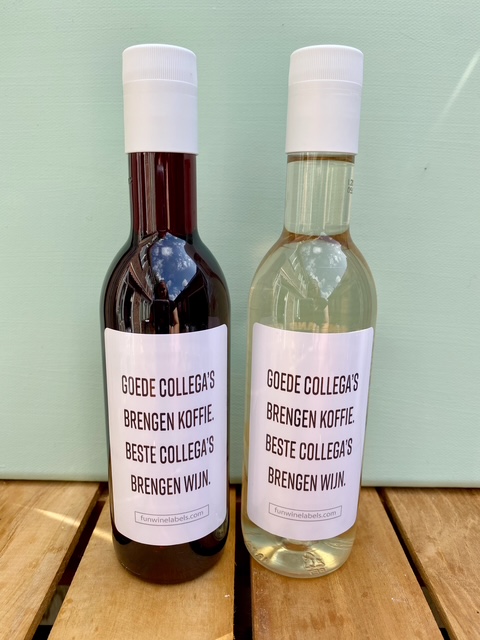 GOEDE COLLEGA'S
BRENGEN KOFFIE.
BESTE COLLEGA'S
BRENGEN WIJN.
funwinelabels.com
GOEDE COLLEGA'S
BRENGEN KOFFIE.
BESTE COLLEGA'S
BRENGEN WIJN.
funwinelabels.com